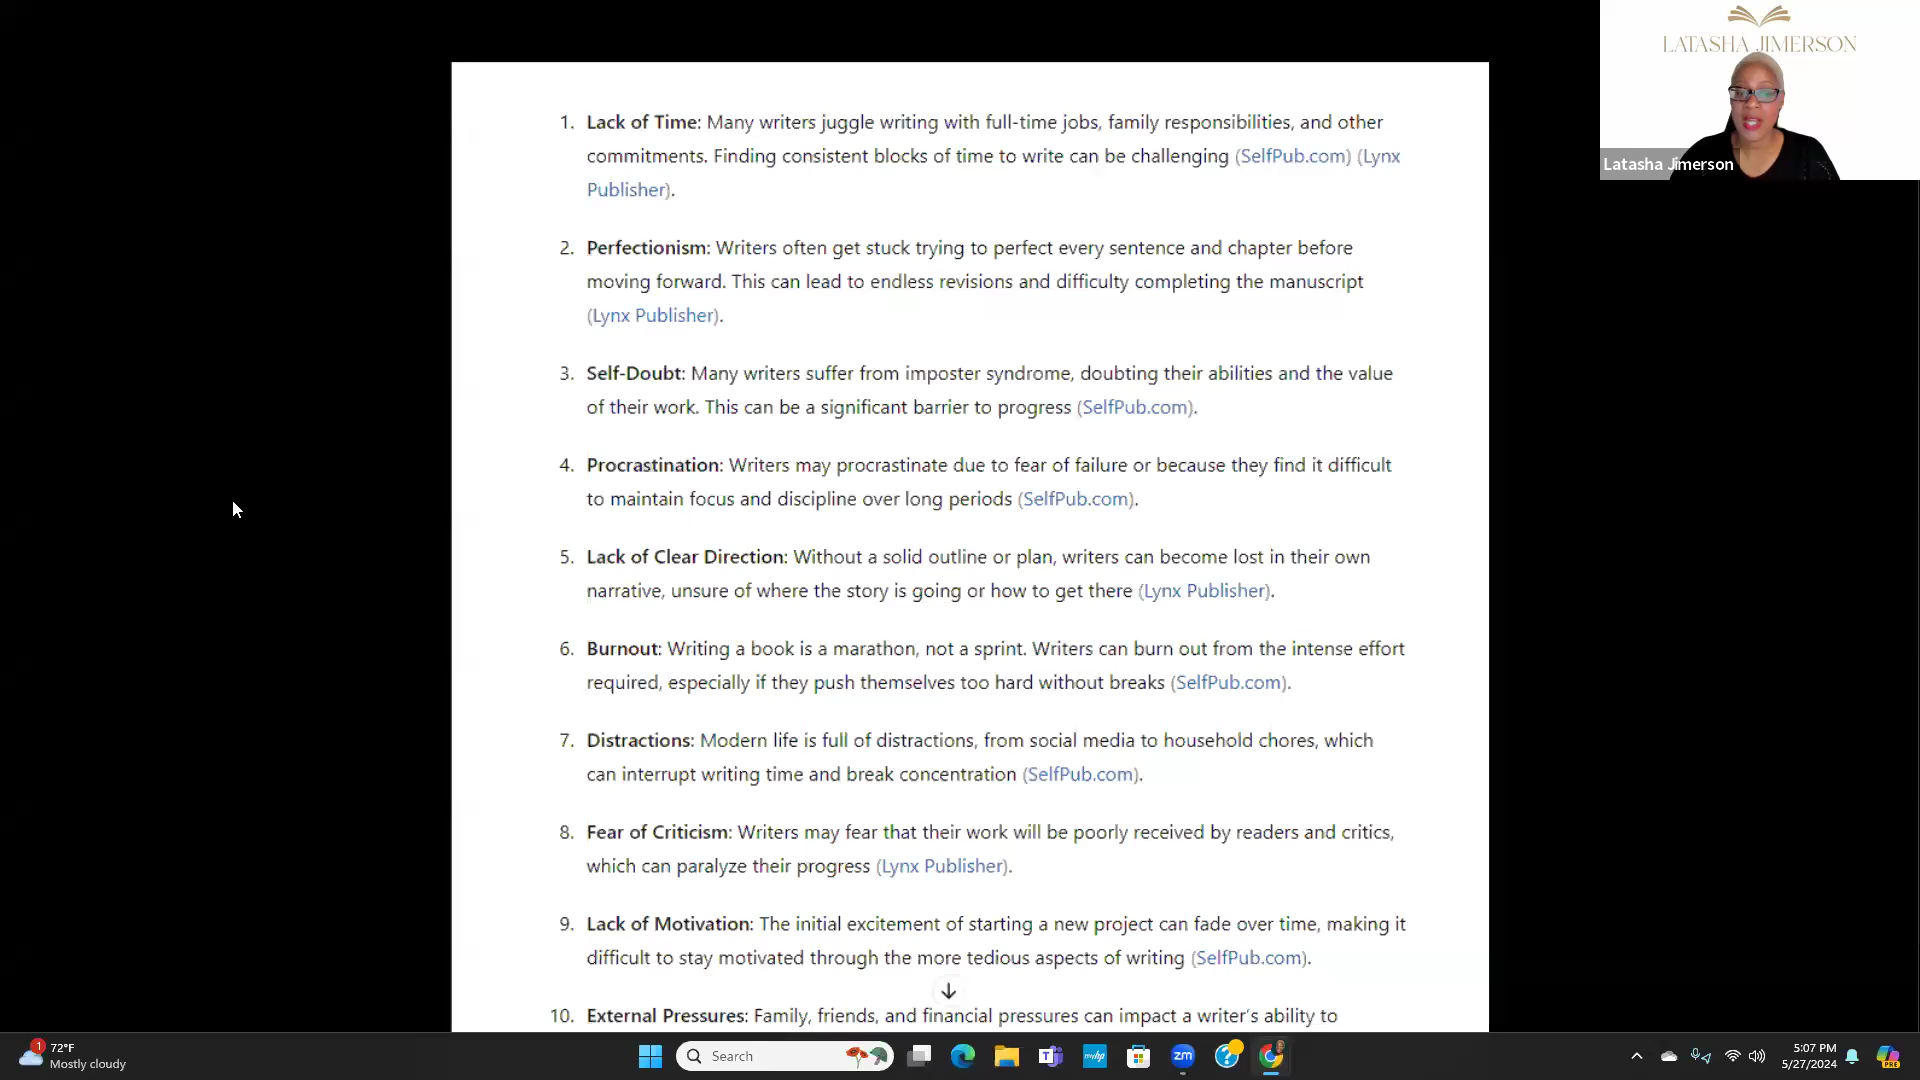 LATASHA JIMERSON
Latasha Jimerson
1. Lack of Time: Many writers juggle writing with full-time jobs, family responsibilities, and other
commitments. Finding consistent blocks of time to write can be challenging (SelfPub.com) (Lynx
Publisher).
2. Perfectionism: Writers often get stuck trying to perfect every sentence and chapter before
moving forward. This can lead to endless revisions and difficulty completing the manuscript
(Lynx Publisher).
3. Self-Doubt: Many writers suffer from imposter syndrome, doubting their abilities and the value
of their work. This can be a significant barrier to progress (SelfPub.com).
4. Procrastination: Writers may procrastinate due to fear of failure or because they find it difficult
to maintain focus and discipline over long periods (SelfPub.com).
5. Lack of Clear Direction: Without a solid outline or plan, writers can become lost in their own
narrative, unsure of where the story is going or how to get there (Lynx Publisher).
6. Burnout: Writing a book is a marathon, not a sprint. Writers can burn out from the intense effort
required, especially if they push themselves too hard without breaks (SelfPub.com).
7. Distractions: Modern life is full of distractions, from social media to household chores, which
can interrupt writing time and break concentration (SelfPub.com).
8. Fear of Criticism: Writers may fear that their work will be poorly received by readers and critics,
which can paralyze their progress (Lynx Publisher).
9. Lack of Motivation: The initial excitement of starting a new project can fade over time, making it
difficult to stay motivated through the more tedious aspects of writing (SelfPub.com).
10. External Pressures: Family, friends, and financial pressures can impact a writer's ability to
1
72°F
Mostly cloudy
Search
myhp
zm
5:07 PM
5/27/2024
PRE